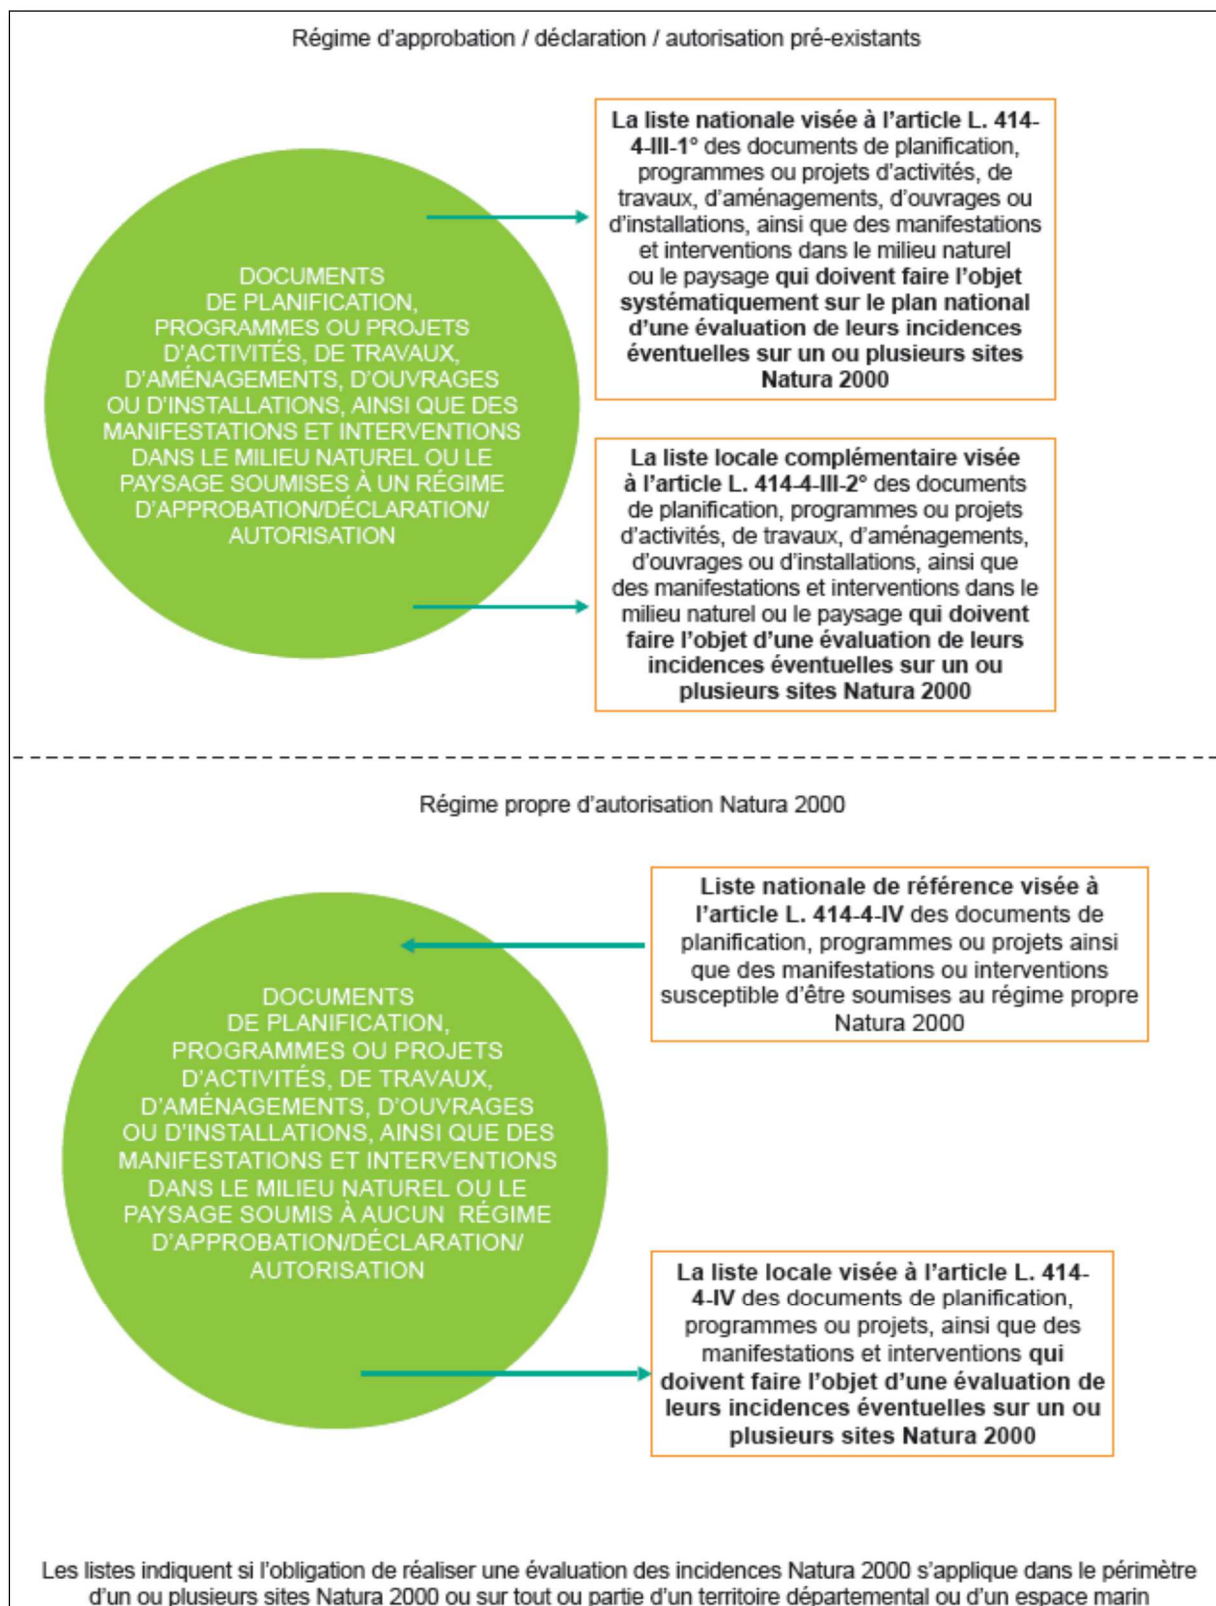 Régime d'approbation / déclaration / autorisation pré-existants
DOCUMENTS
DE PLANIFICATION,
PROGRAMMES OU PROJETS
D'ACTIVITÉS, DE TRAVAUX,
D'AMÉNAGEMENTS, D'OUVRAGES
OU D'INSTALLATIONS, AINSI QUE DES
MANIFESTATIONS ET INTERVENTIONS
DANS LE MILIEU NATUREL OU LE
PAYSAGE SOUMISES À UN RÉGIME
D'APPROBATION/DÉCLARATION/
AUTORISATION
La liste nationale visée à l'article L. 414-
4-III-1° des documents de planification,
programmes ou projets d'activités, de
travaux, d'aménagements, d'ouvrages ou
d'installations, ainsi que des manifestations
et interventions dans le milieu naturel
ou le paysage qui doivent faire l'objet
systématiquement sur le plan national
d'une évaluation de leurs incidences
éventuelles sur un ou plusieurs sites
Natura 2000
La liste locale complémentaire visée
à l'article L. 414-4-III-2° des documents
de planification, programmes ou projets
d'activités, de travaux, d'aménagements,
d'ouvrages ou d'installations, ainsi que
des manifestations et interventions dans le
milieu naturel ou le paysage qui doivent
faire l'objet d'une évaluation de leurs
incidences éventuelles sur un ou
plusieurs sites Natura 2000
Régime propre d'autorisation Natura 2000
DOCUMENTS
DE PLANIFICATION,
PROGRAMMES OU PROJETS
D'ACTIVITÉS, DE TRAVAUX,
D'AMÉNAGEMENTS, D'OUVRAGES
OU D'INSTALLATIONS, AINSI QUE DES
MANIFESTATIONS ET INTERVENTIONS
DANS LE MILIEU NATUREL OU LE
PAYSAGE SOUMIS À AUCUN RÉGIME
D'APPROBATION/DÉCLARATION/
AUTORISATION
Liste nationale de référence visée à
l'article L. 414-4-IV des documents de
planification, programmes ou projets ainsi
que des manifestations ou interventions
susceptible d'être soumises au régime propre
Natura 2000
La liste locale visée à l'article L. 414-
4-IV des documents de planification,
programmes ou projets, ainsi que des
manifestations et interventions qui
doivent faire l'objet d'une évaluation de
leurs incidences éventuelles sur un ou
plusieurs sites Natura 2000
Les listes indiquent si l'obligation de réaliser une évaluation des incidences Natura 2000 s'applique dans le périmètre
d'un ou plusieurs sites Natura 2000 ou sur tout ou partie d'un territoire départemental ou d'un espace marin